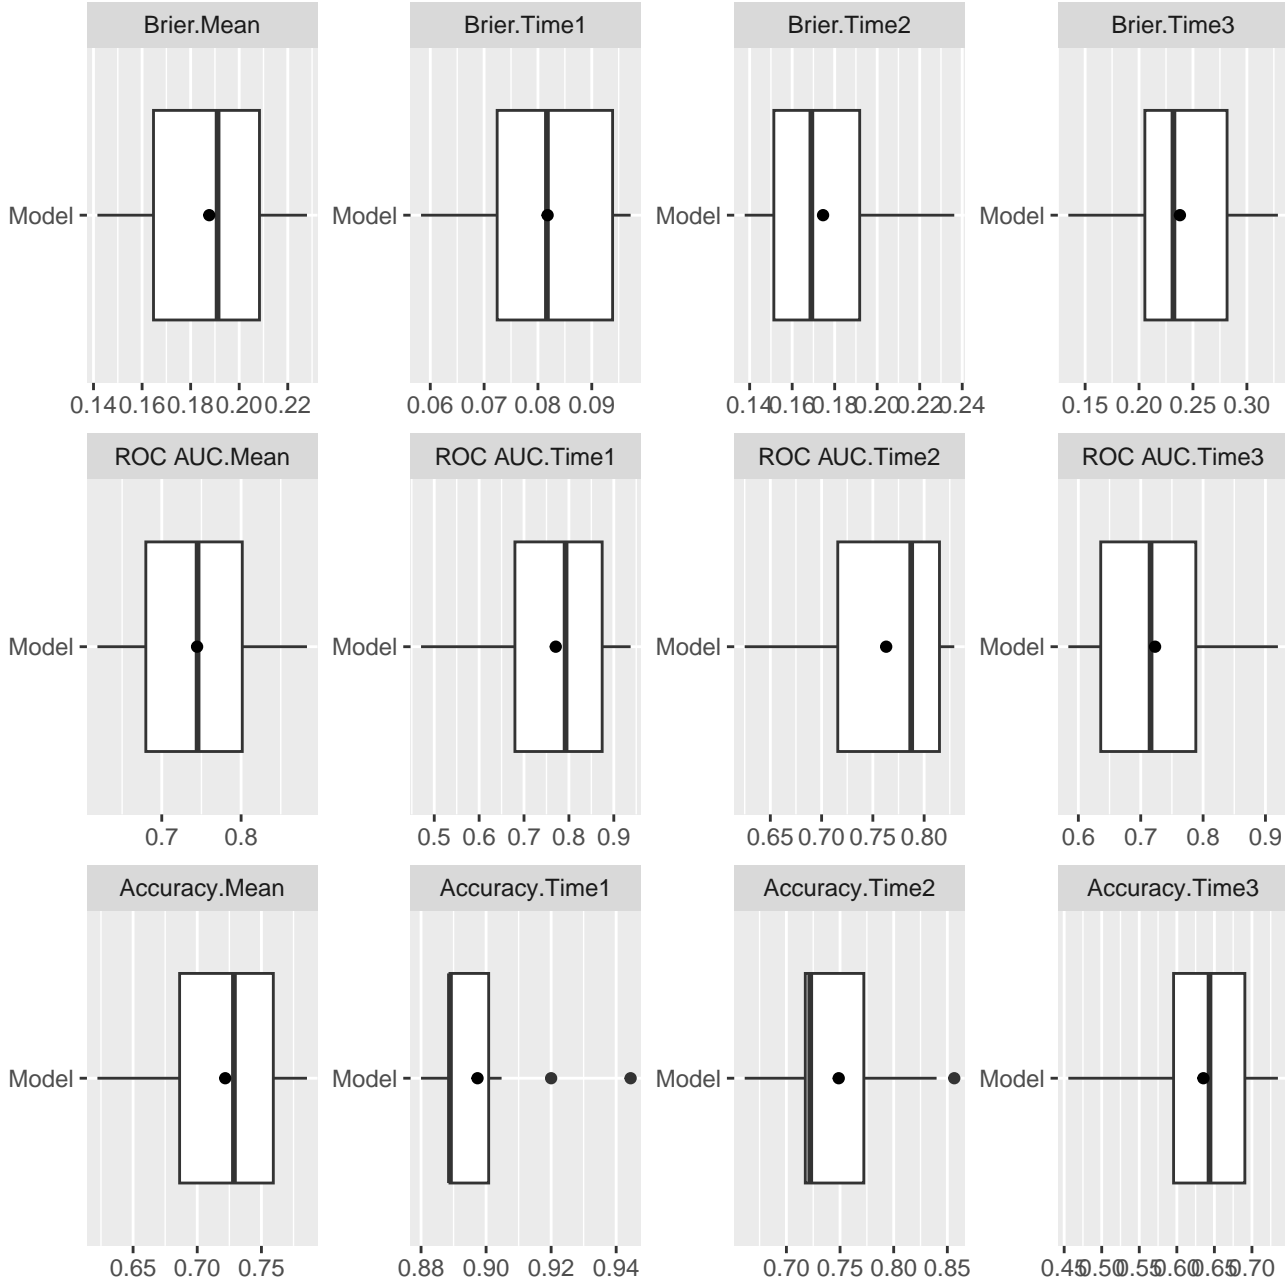 Brier.Mean Brier.Time1 Brier.Time2 Brier.Time3
Model Model Model Model
0.14 0.16 0.18 0.20 0.22 0.06 0.07 0.08 0.09 0.14 0.16 0.18 0.20 0.22 0.24 0.15 0.20 0.25 0.30
ROC AUC.Mean ROC AUC.Time1 ROC AUC.Time2 ROC AUC.Time3
Model Model Model Model
0.7 0.8 0.5 0.6 0.7 0.8 0.9 0.65 0.70 0.75 0.80 0.6 0.7 0.8 0.9
Accuracy.Mean Accuracy.Time1 Accuracy.Time2 Accuracy.Time3
Model Model Model Model
0.65 0.70 0.75 0.88 0.90 0.92 0.94 0.70 0.75 0.80 0.85 0.45 0.50 0.55 0.60 0.65 0.70